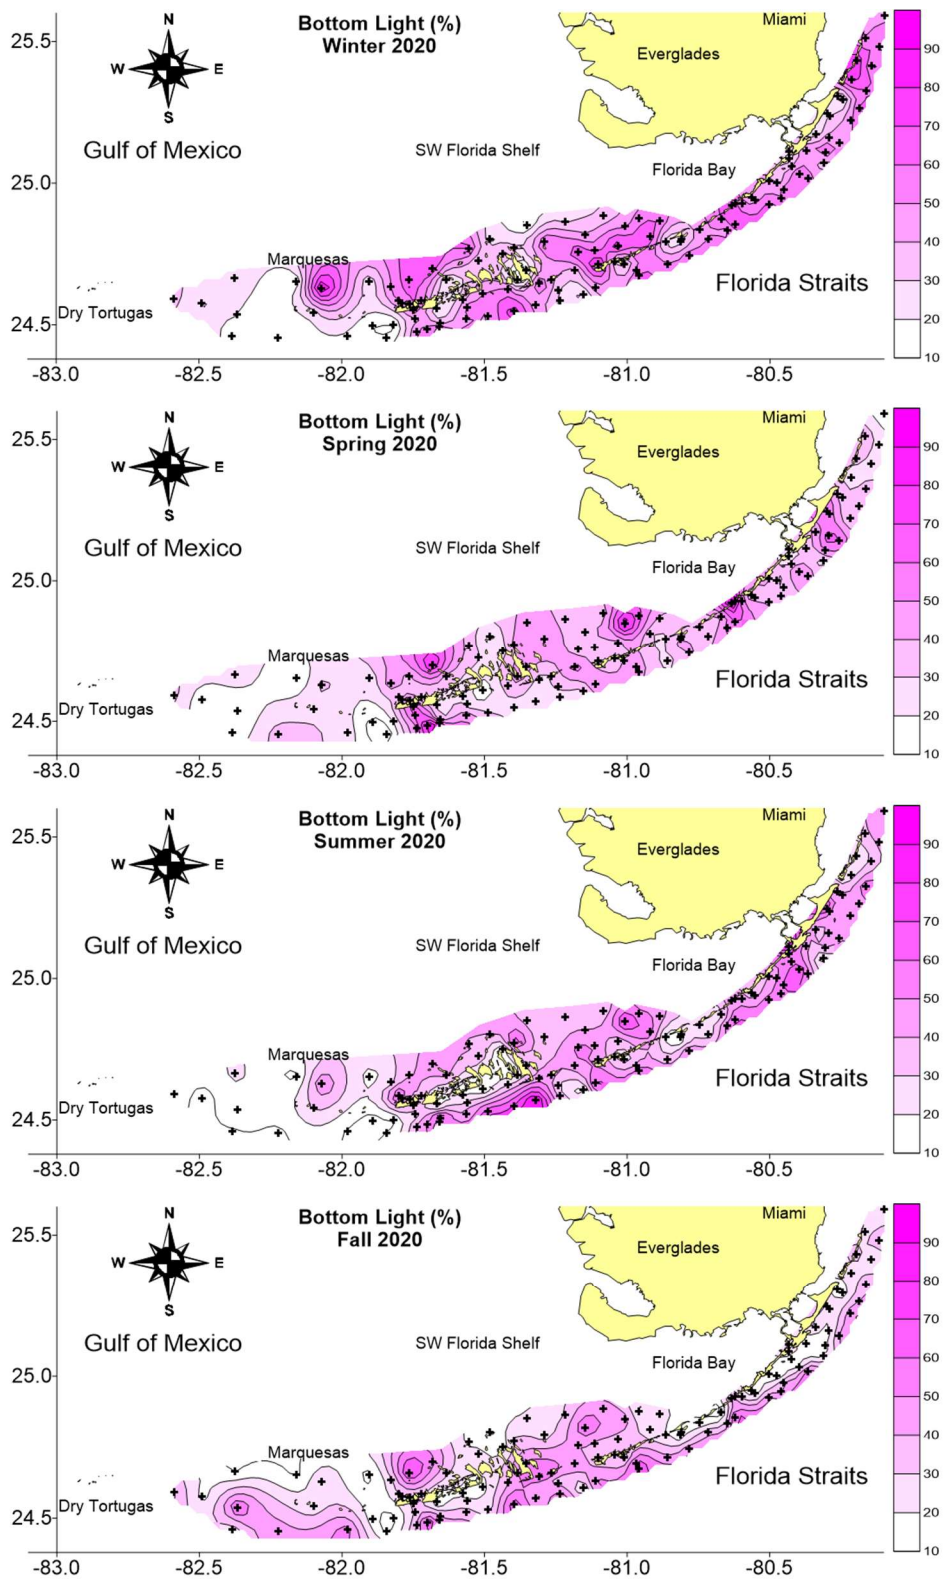 Bottom Light (%)
Winter 2020
Miami
Everglades
N
W E
S
Gulf of Mexico
SW Florida Shelf
Florida Bay
Marquesas
Dry Tortugas
Florida Straits
25.5
25.0
24.5
-83.0 -82.5 -82.0 -81.5 -81.0 -80.5
90
80
70
60
50
40
30
20
10
Bottom Light (%)
Spring 2020
Miami
Everglades
N
W E
S
Gulf of Mexico
SW Florida Shelf
Florida Bay
Marquesas
Dry Tortugas
Florida Straits
25.5
25.0
24.5
-83.0 -82.5 -82.0 -81.5 -81.0 -80.5
90
80
70
60
50
40
30
20
10
Bottom Light (%)
Summer 2020
Miami
Everglades
N
W E
S
Gulf of Mexico
SW Florida Shelf
Florida Bay
Marquesas
Dry Tortugas
Florida Straits
25.5
25.0
24.5
-83.0 -82.5 -82.0 -81.5 -81.0 -80.5
90
80
70
60
50
40
30
20
10
Bottom Light (%)
Fall 2020
Miami
Everglades
N
W E
S
Gulf of Mexico
SW Florida Shelf
Florida Bay
Marquesas
Dry Tortugas
Florida Straits
25.5
25.0
24.5
-83.0 -82.5 -82.0 -81.5 -81.0 -80.5
90
80
70
60
50
40
30
20
10